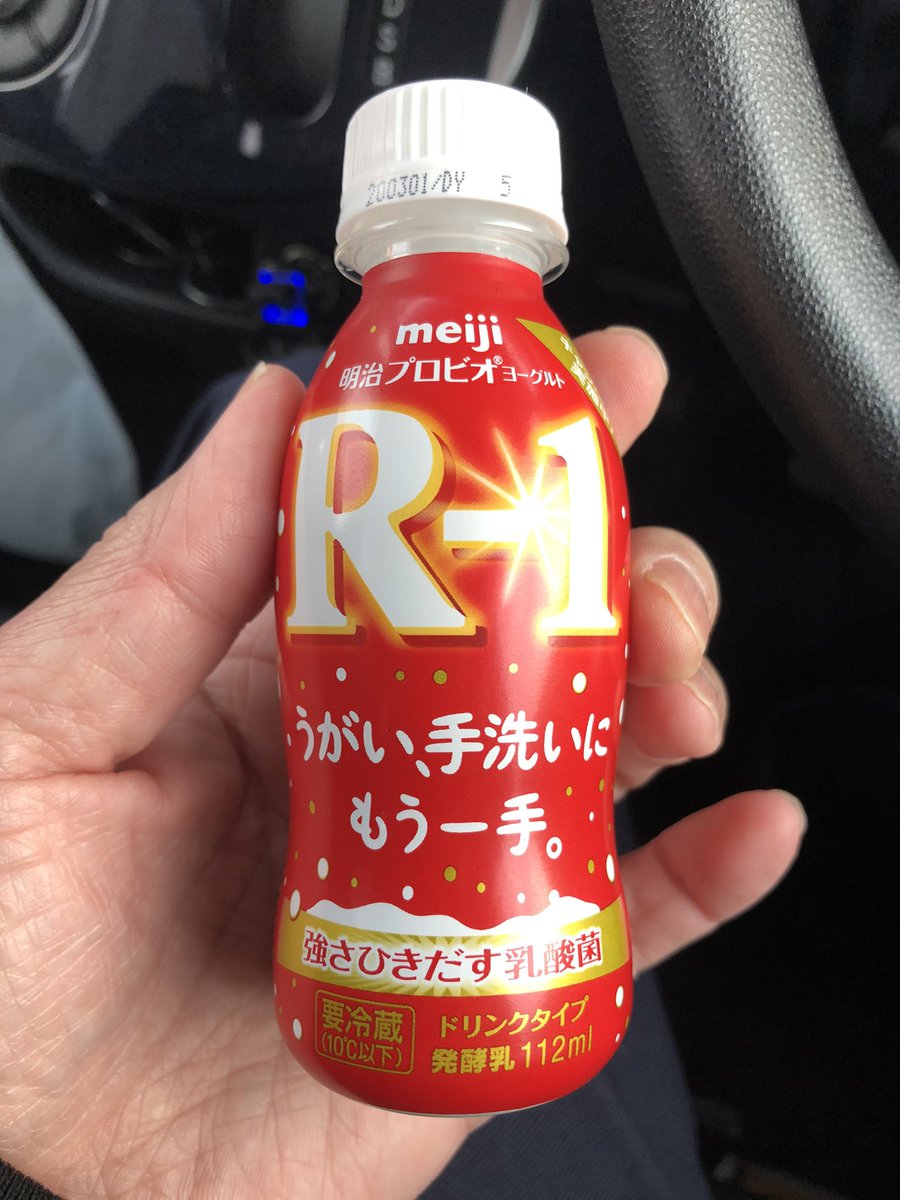 200301/DY 5
meiji
明治プロビオ®ヨーグルト
R-1
うがい、手洗いに
もう一手。
強さひきだす乳酸菌
要冷蔵
(10℃以下)
ドリンクタイプ
発酵乳 112ml